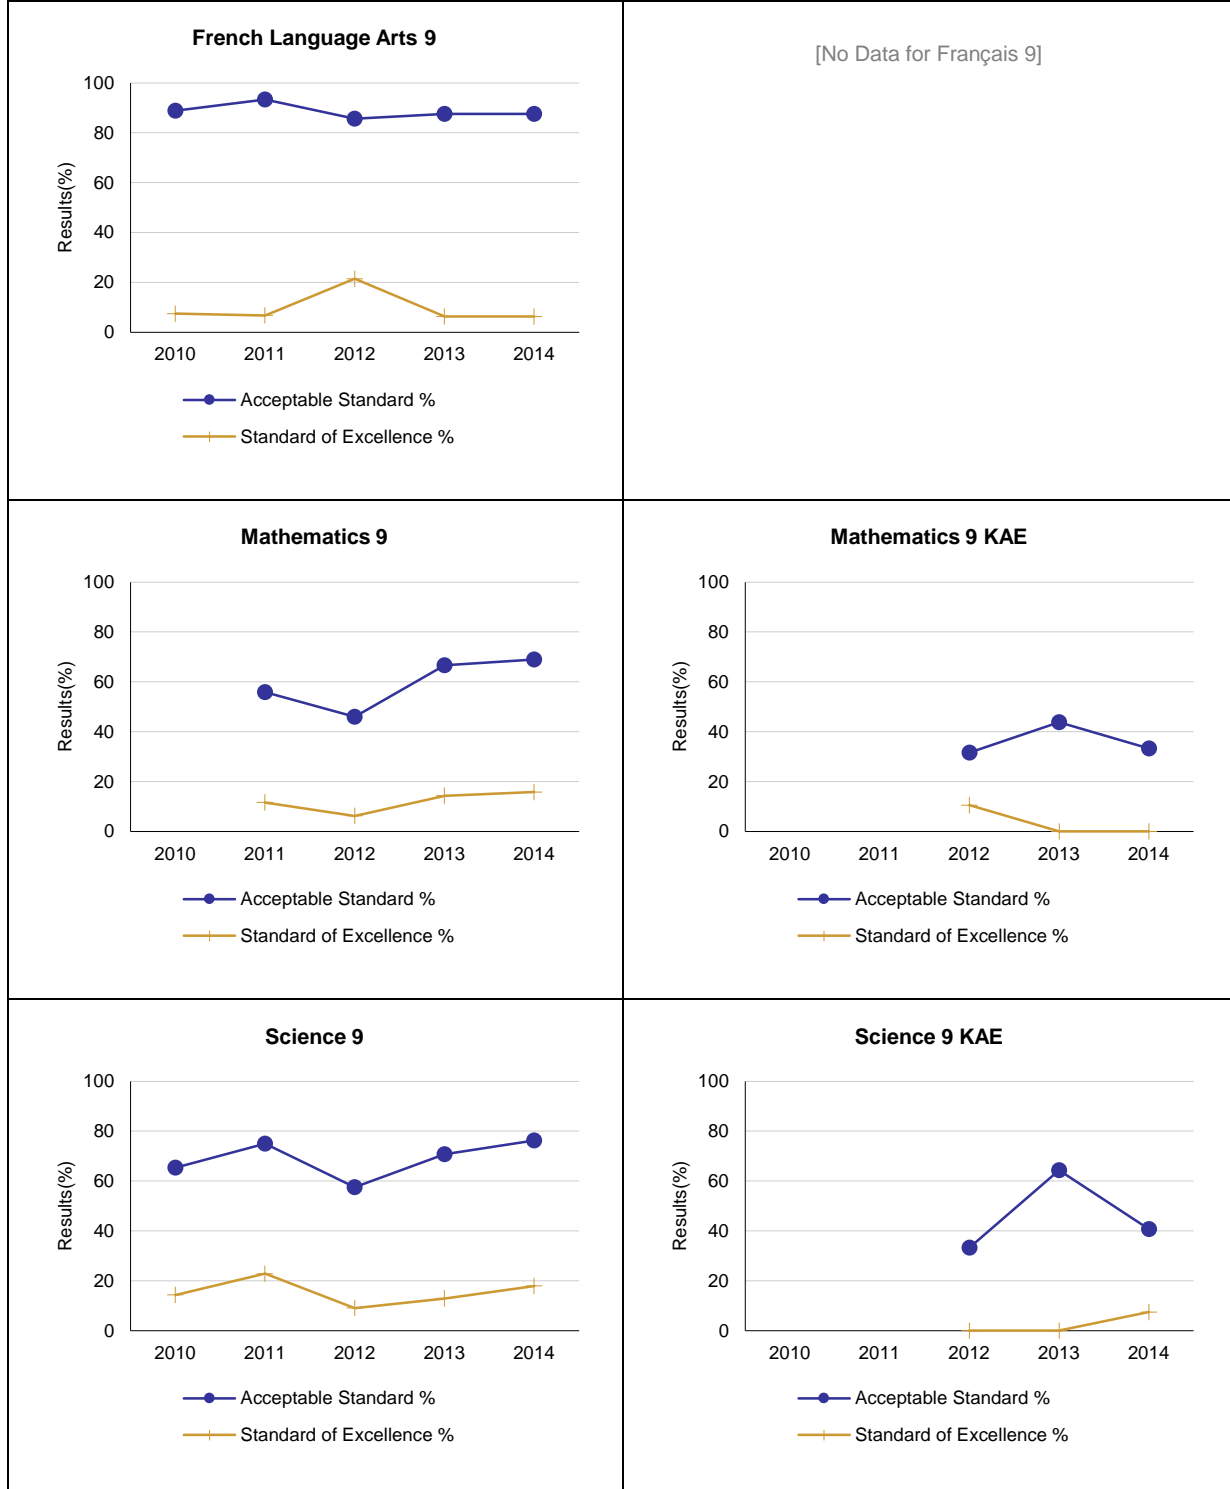 French Language Arts 9
100
80
60
40
20
0
Results(%)
2010 2011 2012 2013 2014
Acceptable Standard %
Standard of Excellence %
[No Data for Français 9]
Mathematics 9
100
80
60
40
20
0
Results(%)
2010 2011 2012 2013 2014
Acceptable Standard %
Standard of Excellence %
Mathematics 9 KAE
100
80
60
40
20
0
Results(%)
2010 2011 2012 2013 2014
Acceptable Standard %
Standard of Excellence %
Science 9
100
80
60
40
20
0
Results(%)
2010 2011 2012 2013 2014
Acceptable Standard %
Standard of Excellence %
Science 9 KAE
100
80
60
40
20
0
Results(%)
2010 2011 2012 2013 2014
Acceptable Standard %
Standard of Excellence %